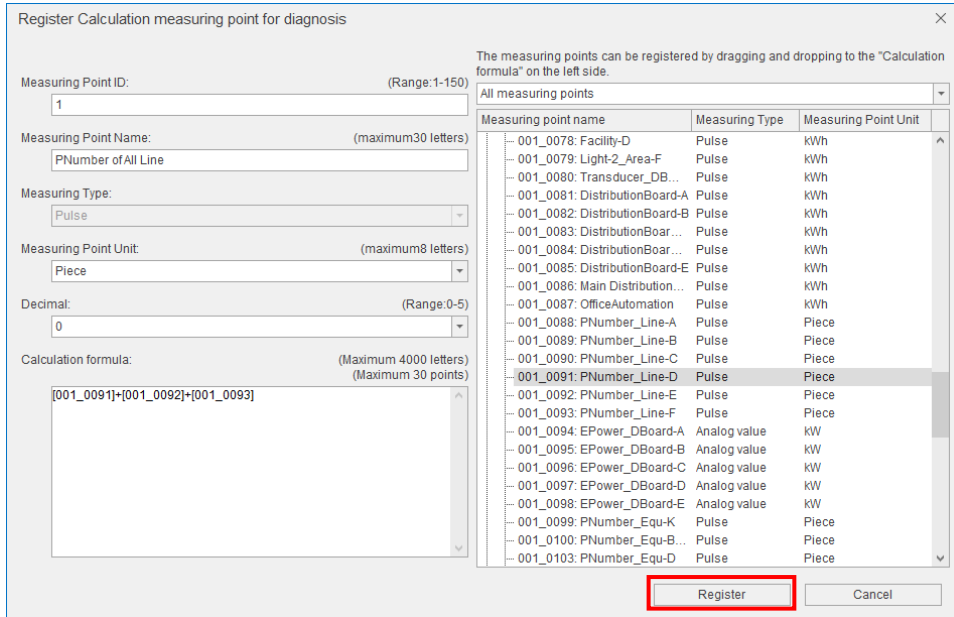 Register Calculation measuring point for diagnosis
Measuring Point ID: (Range:1-150)
1
Measuring Point Name: (maximum30 letters)
PNumber of All Line
Measuring Type:
Pulse
Measuring Point Unit: (maximum8 letters)
Piece
Decimal: (Range:0-5)
0
Calculation formula: (Maximum 4000 letters)
(Maximum 30 points)
[001_0091]+[001_0092]+[001_0093]
The measuring points can be registered by dragging and dropping to the "Calculation
formula" on the left side.
All measuring points
Measuring point name Measuring Type Measuring Point Unit
001_0078: Facility-D Pulse kWh
001_0079: Light-2_Area-F Pulse kWh
001_0080: Transducer_DB... Pulse kWh
001_0081: DistributionBoard-A Pulse kWh
001_0082: DistributionBoard-B Pulse kWh
001_0083: DistributionBoar... Pulse kWh
001_0084: DistributionBoar... Pulse kWh
001_0085: DistributionBoard-E Pulse kWh
001_0086: Main Distribution... Pulse kWh
001_0087: OfficeAutomation Pulse kWh
001_0088: PNumber_Line-A Pulse Piece
001_0089: PNumber_Line-B Pulse Piece
001_0090: PNumber_Line-C Pulse Piece
001_0091: PNumber_Line-D Pulse Piece
001_0092: PNumber_Line-E Pulse Piece
001_0093: PNumber_Line-F Pulse Piece
001_0094: EPower_DBoard-A Analog value kW
001_0095: EPower_DBoard-B Analog value kW
001_0096: EPower_DBoard-C Analog value kW
001_0097: EPower_DBoard-D Analog value kW
001_0098: EPower_DBoard-E Analog value kW
001_0099: PNumber_Equ-K Pulse Piece
001_0100: PNumber_Equ-B... Pulse Piece
001_0103: PNumber_Equ-D Pulse Piece
Register Cancel